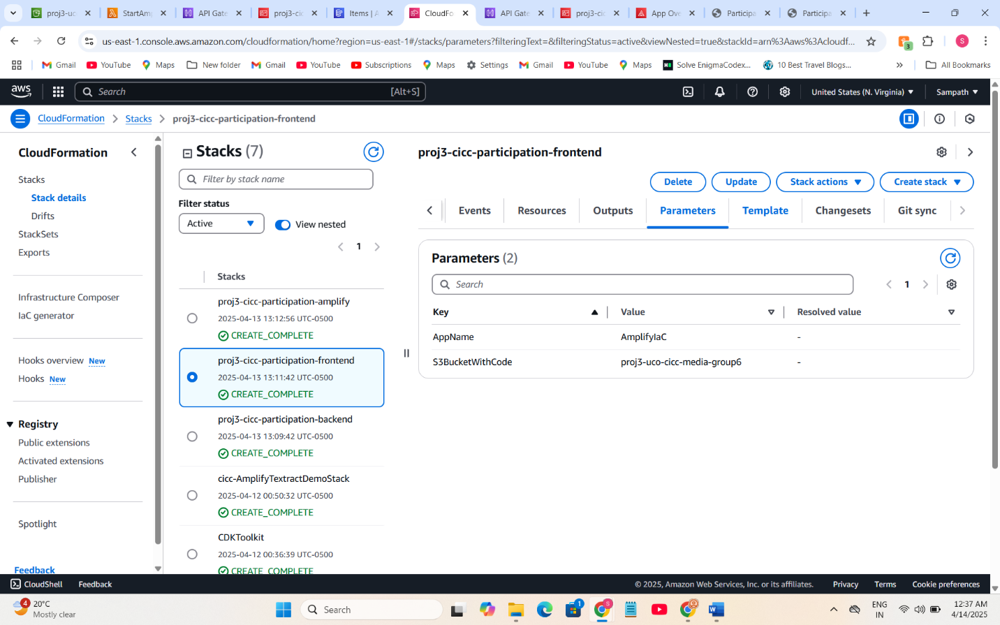 proj3-uc
StartAmp
API Gate
proj3-cic
Items | A
CloudFo
API Gate
proj3-cic
App Ove
Participa
Participa
us-east-1.console.aws.amazon.com/cloudformation/home?region=us-east-1#/stacks/parameters?filteringText=&filteringStatus=active&viewNested=true&stackId=arn%3Aaws%3Acloudf...
3
S
Gmail
YouTube
Maps
New folder
Gmail
YouTube
Subscriptions
Maps
Settings
Gmail
YouTube
Maps
Solve EnigmaCodex...
10 Best Travel Blogs...
All Bookmarks
aws
Search
[Alt+S]
United States (N. Virginia)
Sampath
CloudFormation
Stacks
proj3-cicc-participation-frontend
CloudFormation
Stacks
Stack details
Drifts
StackSets
Exports
Infrastructure Composer
IaC generator
Hooks overview New
Hooks New
Registry
Public extensions
Activated extensions
Publisher
Spotlight
Feedback
Stacks (7)
Filter by stack name
Filter status
Active
View nested
1
Stacks
proj3-cicc-participation-amplify
2025-04-13 13:12:56 UTC-0500
CREATE_COMPLETE
proj3-cicc-participation-frontend
2025-04-13 13:11:42 UTC-0500
CREATE_COMPLETE
proj3-cicc-participation-backend
2025-04-13 13:09:42 UTC-0500
CREATE_COMPLETE
cicc-AmplifyTextractDemoStack
2025-04-12 00:50:32 UTC-0500
CREATE_COMPLETE
CDKToolkit
2025-04-12 00:36:39 UTC-0500
CREATE_COMPLETE
proj3-cicc-participation-frontend
Delete
Update
Stack actions
Create stack
Events
Resources
Outputs
Parameters
Template
Changesets
Git sync
Parameters (2)
Search
1
Key
Value
Resolved value
AppName
AmplifyIaC
-
S3BucketWithCode
proj3-uco-cicc-media-group6
-
CloudShell
Feedback
© 2025, Amazon Web Services, Inc. or its affiliates.
Privacy
Terms
Cookie preferences
4
20°C
Mostly clear
Search
1
S
ENG
IN
12:37 AM
4/14/2025